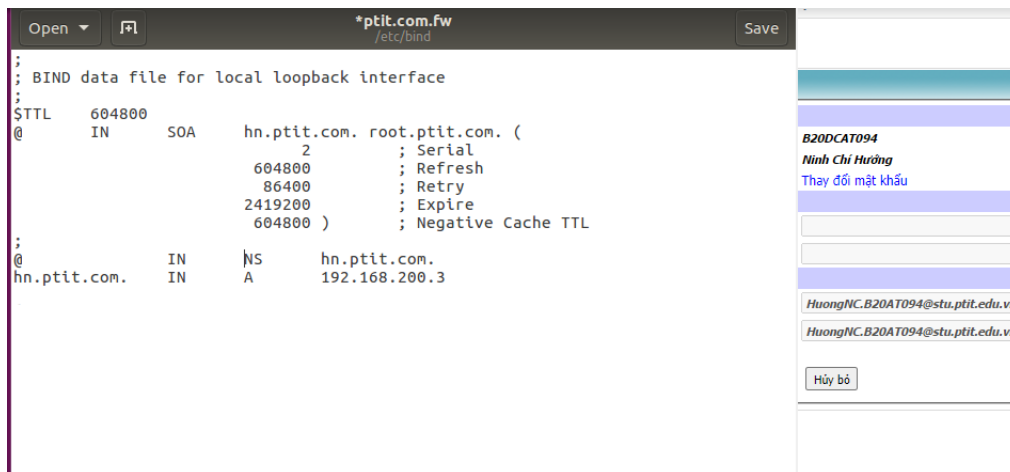 Open
*ptit.com.fw
/etc/bind
Save
;
; BIND data file for local loopback interface
;
$TTL 604800
@ IN SOA hn.ptit.com. root.ptit.com. (
2 ; Serial
604800 ; Refresh
86400 ; Retry
2419200 ; Expire
604800 ) ; Negative Cache TTL
;
@ IN NS hn.ptit.com.
hn.ptit.com. IN A 192.168.200.3
B20DCAT094
Ninh Chí Hướng
Thay đổi mật khẩu
HuongNC.B20AT094@stu.ptit.edu.v
HuongNC.B20AT094@stu.ptit.edu.v
Hủy bỏ